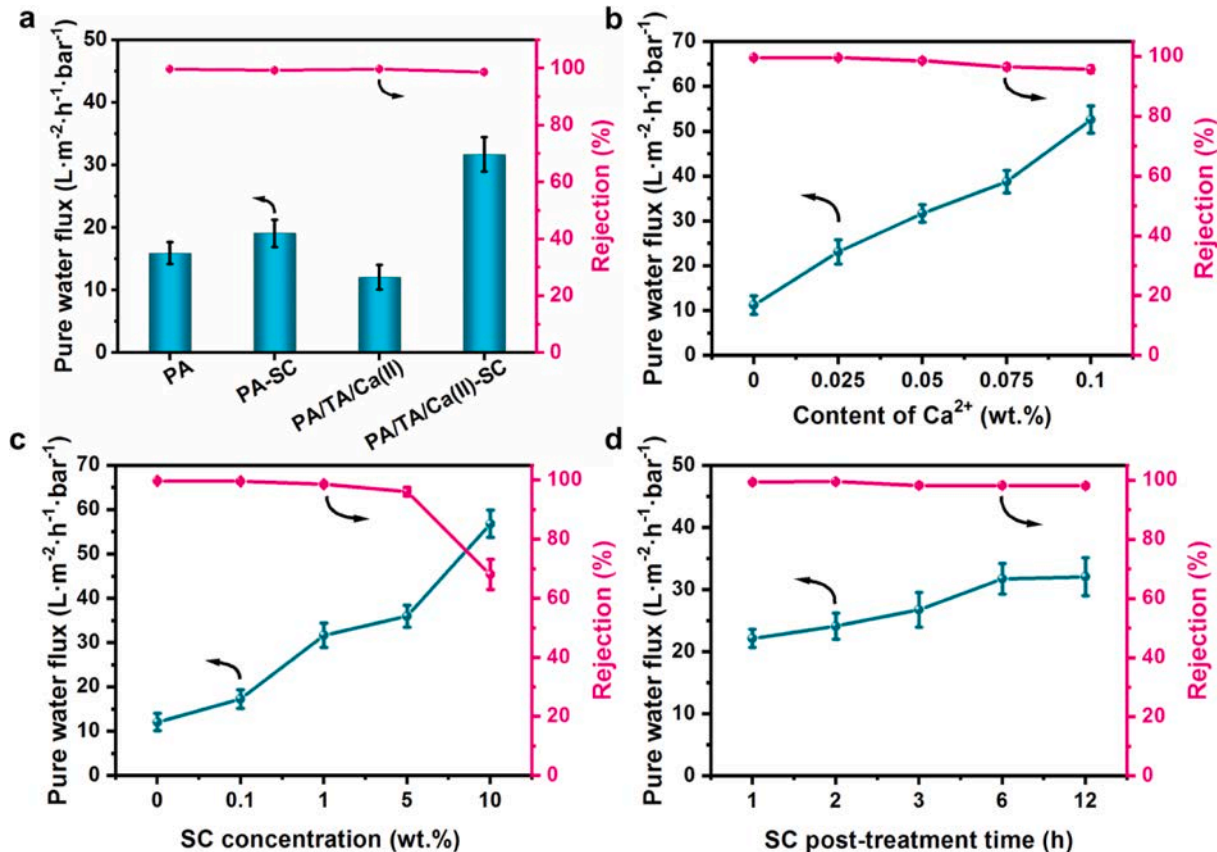 a
Pure water flux (L·m⁻²·h⁻¹·bar⁻¹)
50
40
30
20
10
0
PA
PA-SC
PA/TA/Ca(II)
PA/TA/Ca(II)-SC
100
80
60
40
20
0
Rejection (%)
b
Pure water flux (L·m⁻²·h⁻¹·bar⁻¹)
70
60
50
40
30
20
10
0
0 0.025 0.05 0.075 0.1
Content of Ca²⁺ (wt.%)
100
80
60
40
20
0
Rejection (%)
c
Pure water flux (L·m⁻²·h⁻¹·bar⁻¹)
70
60
50
40
30
20
10
0
0 0.1 1 5 10
SC concentration (wt.%)
100
80
60
40
20
0
Rejection (%)
d
Pure water flux (L·m⁻²·h⁻¹·bar⁻¹)
50
40
30
20
10
0
1 2 3 6 12
SC post-treatment time (h)
100
80
60
40
20
0
Rejection (%)